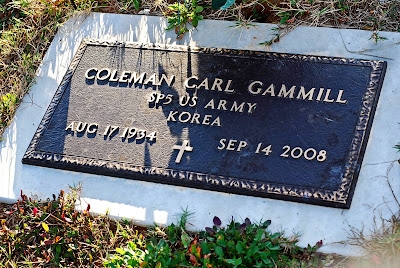 COLEMAN CARL GAMMILL
SP5 US ARMY
KOREA
AUG 17 1934 SEP 14 2008